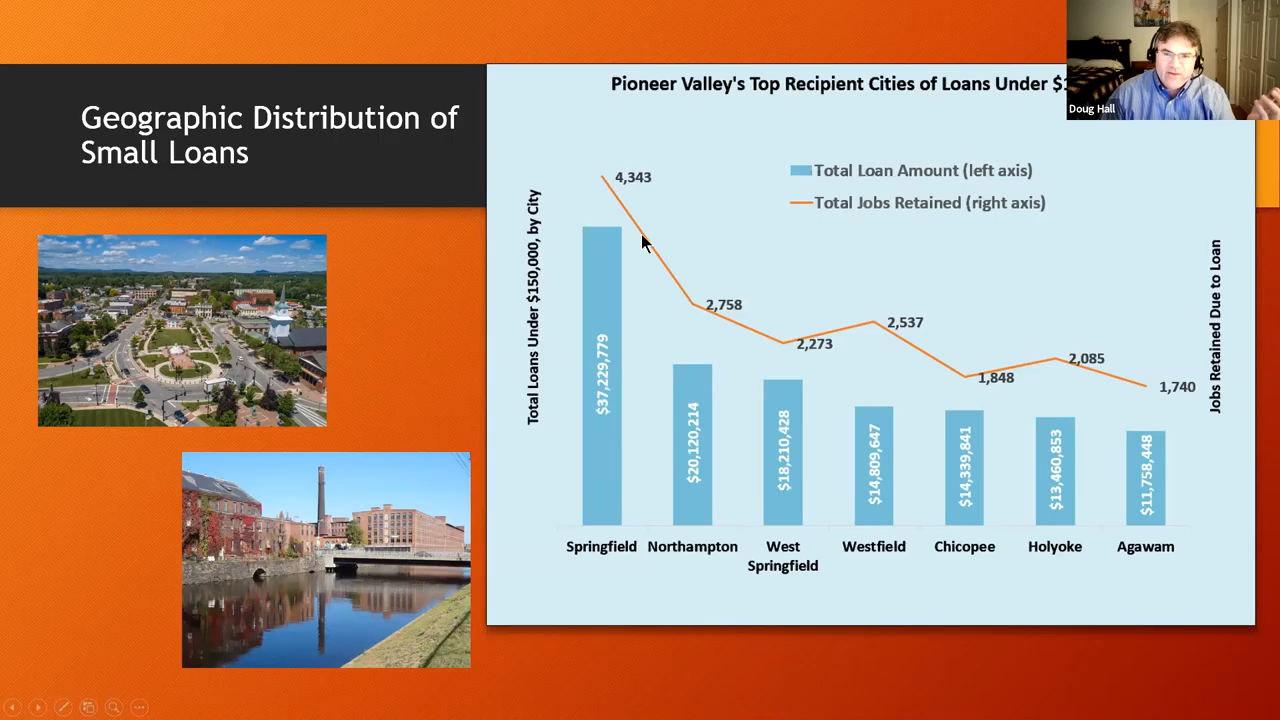 Geographic Distribution of
Small Loans
Pioneer Valley's Top Recipient Cities of Loans Under
Doug Hall
Total Loan Amount (left axis)
Total Jobs Retained (right axis)
Total Loans Under $150,000, by City
Jobs Retained Due to Loan
4,343
2,758
2,273
2,537
1,848
2,085
1,740
$37,229,779
$20,120,214
$18,210,428
$14,809,647
$14,339,841
$13,460,853
$11,758,448
Springfield
Northampton
West
Springfield
Westfield
Chicopee
Holyoke
Agawam